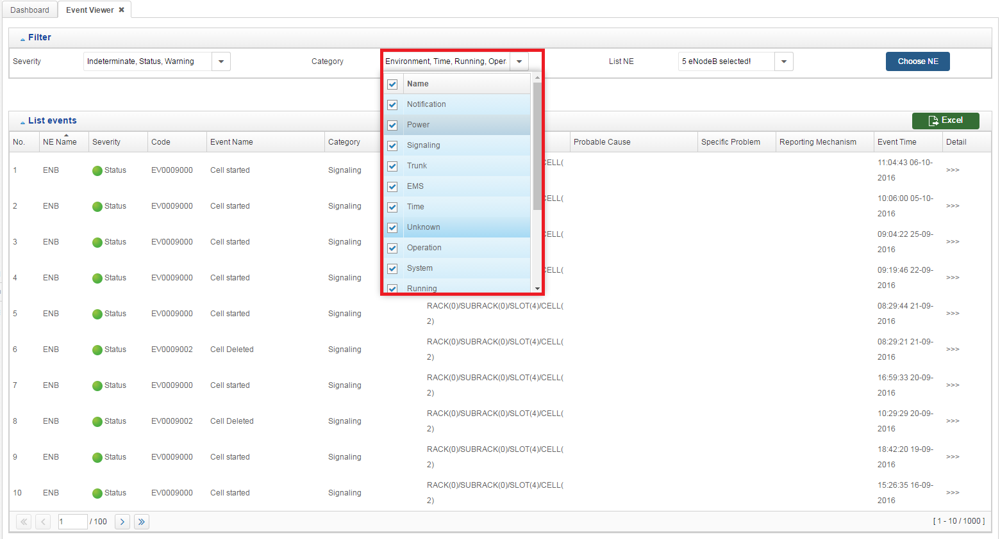 Dashboard
Event Viewer
Filter
Severity
Indeterminate, Status, Warning
Category
Environment, Time, Running, Oper
List NE
5 eNodeB selected!
Choose NE
Name
Notification
Power
Signaling
Trunk
EMS
Time
Unknown
Operation
System
Running
List events
Excel
No. NE Name Severity Code Event Name Category Probable Cause Specific Problem Reporting Mechanism Event Time Detail
1 ENB Status EV0009000 Cell started Signaling /CELL( 11:04:43 06-10- >>>
2016
2 ENB Status EV0009000 Cell started Signaling /CELL( 10:06:00 05-10- >>>
2016
3 ENB Status EV0009000 Cell started Signaling /CELL( 09:04:22 25-09- >>>
2016
4 ENB Status EV0009000 Cell started Signaling /CELL( 09:19:46 22-09- >>>
2016
5 ENB Status EV0009000 Cell started Signaling RACK(0)/SUBRACK(0)/SLOT(4)/CELL( 08:29:44 21-09- >>>
2) 2016
6 ENB Status EV0009002 Cell Deleted Signaling RACK(0)/SUBRACK(0)/SLOT(4)/CELL( 08:29:21 21-09- >>>
2) 2016
7 ENB Status EV0009000 Cell started Signaling RACK(0)/SUBRACK(0)/SLOT(4)/CELL( 16:59:33 20-09- >>>
2) 2016
8 ENB Status EV0009002 Cell Deleted Signaling RACK(0)/SUBRACK(0)/SLOT(4)/CELL( 10:29:29 20-09- >>>
2) 2016
9 ENB Status EV0009000 Cell started Signaling RACK(0)/SUBRACK(0)/SLOT(4)/CELL( 18:42:20 19-09- >>>
2) 2016
10 ENB Status EV0009000 Cell started Signaling RACK(0)/SUBRACK(0)/SLOT(4)/CELL( 15:26:35 16-09- >>>
2) 2016
1 / 100
[ 1 - 10 / 1000 ]